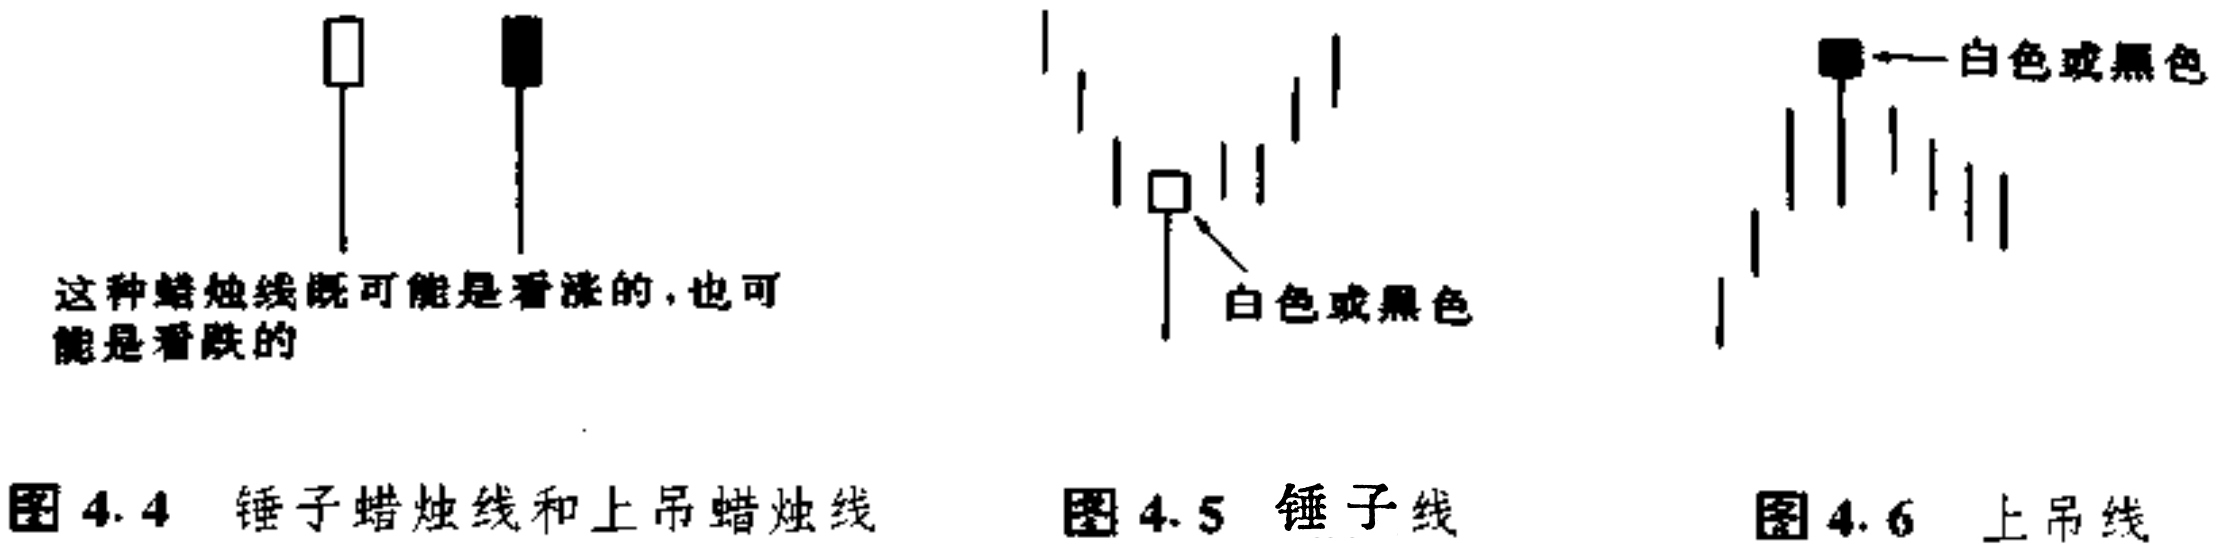 这种蜡烛线既可能是看涨的，也可
能是看跌的
图 4.4 锤子蜡烛线和上吊蜡烛线
白色或黑色
图 4.5 锤子线
白色或黑色
图 4.6 上吊线